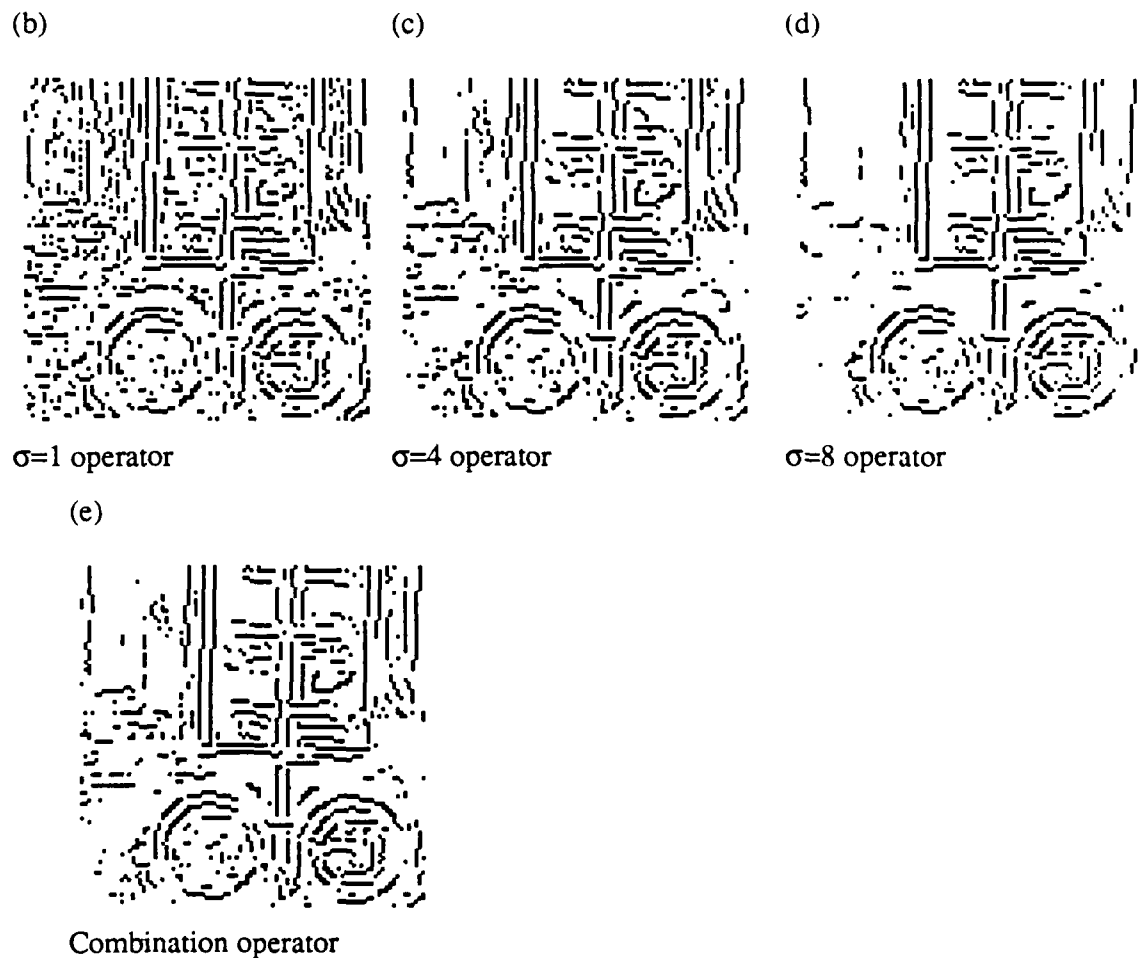 (b)
(c)
(d)
σ=1 operator
σ=4 operator
σ=8 operator
(e)
Combination operator